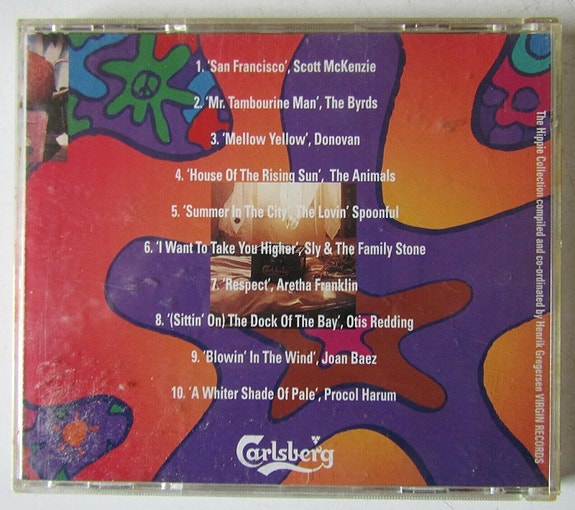 1. 'San Francisco', Scott McKenzie
2. 'Mr. Tambourine Man', The Byrds
3. 'Mellow Yellow', Donovan
4. 'House Of The Rising Sun', The Animals
5. 'Summer In The City', The Lovin' Spoonful
6. 'I Want To Take You Higher', Sly & The Family Stone
7. 'Respect', Aretha Franklin
8. '(Sittin' On) The Dock Of The Bay', Otis Redding
9. 'Blowin' In The Wind', Joan Baez
10. 'A Whiter Shade Of Pale', Procol Harum
Carlsberg
The Hippie Collection compiled and co-ordinated by Henrik Gregersen VIRGIN RECORDS